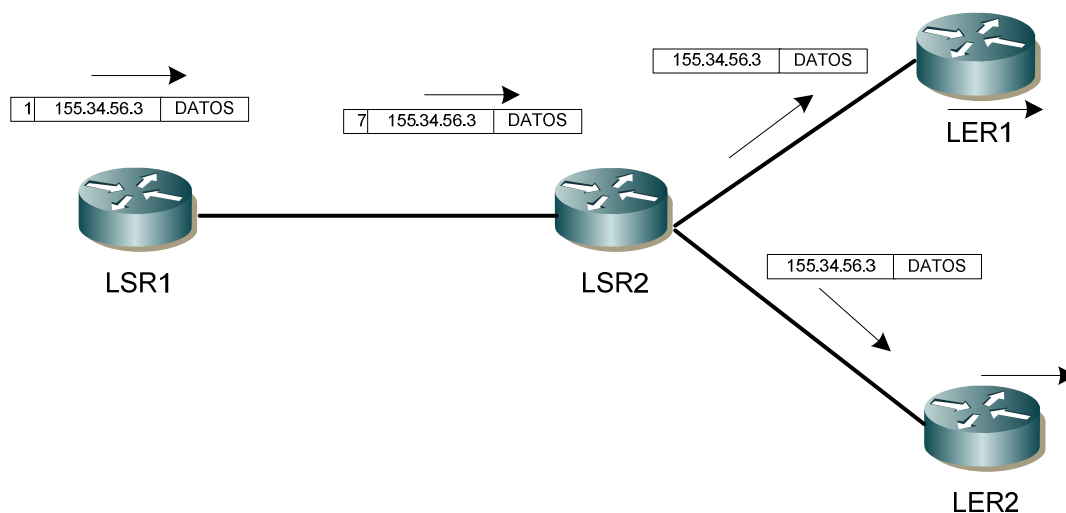 155.34.56.3 DATOS
1 155.34.56.3 DATOS
7 155.34.56.3 DATOS
LER1
155.34.56.3 DATOS
LSR1
LSR2
LER2